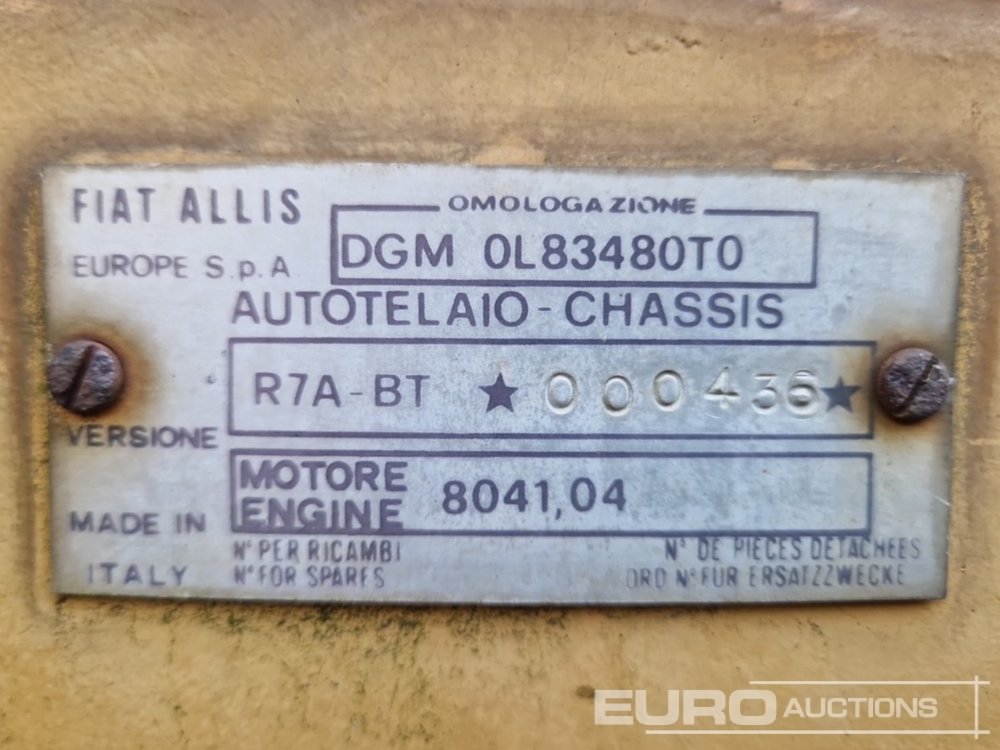 FIAT ALLIS
EUROPE S.p.A
OMOLOGAZIONE
DGM 0L83480T0
AUTOTELAIO-CHASSIS
R7A-BT ★000436★
VERSIONE
MOTORE
ENGINE 8041,04
MADE IN
ITALY
N° PER RICAMBI
N° FOR SPARES
N° DE PIECES DETACHEES
ORD N° FUR ERSATZZWECKE
EURO AUCTIONS